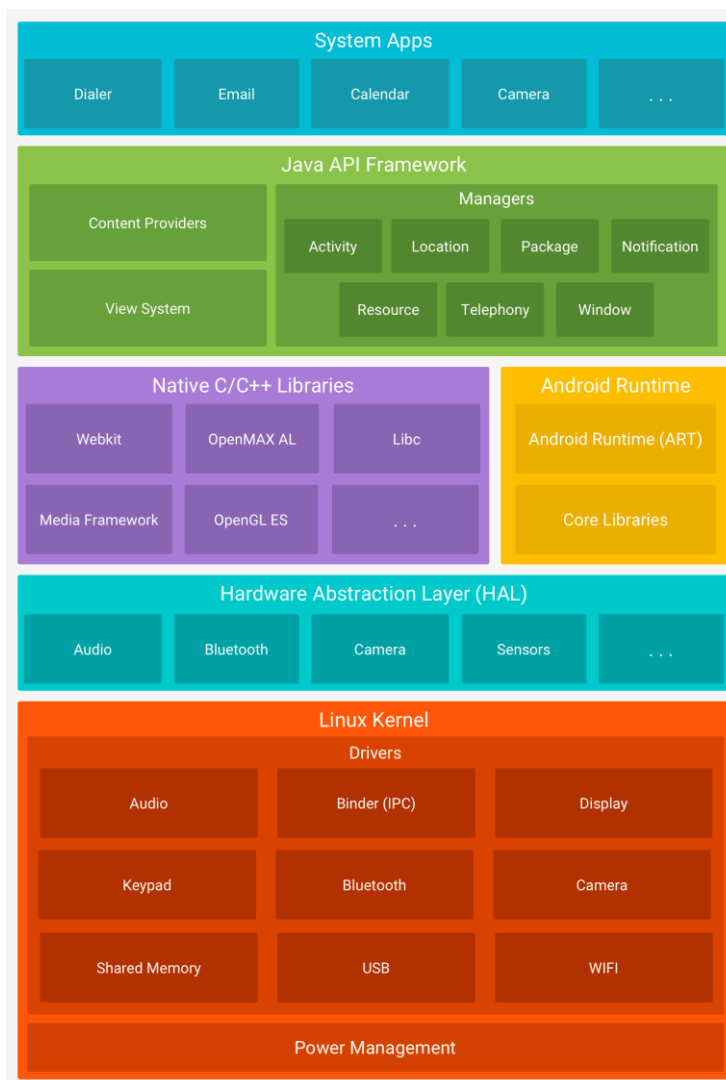 System Apps
Dialer
Email
Calendar
Camera
. . .
Java API Framework
Content Providers
View System
Managers
Activity
Location
Package
Notification
Resource
Telephony
Window
Native C/C++ Libraries
Webkit
OpenMAX AL
Libc
Media Framework
OpenGL ES
. . .
Android Runtime
Android Runtime (ART)
Core Libraries
Hardware Abstraction Layer (HAL)
Audio
Bluetooth
Camera
Sensors
. . .
Linux Kernel
Drivers
Audio
Binder (IPC)
Display
Keypad
Bluetooth
Camera
Shared Memory
USB
WIFI
Power Management